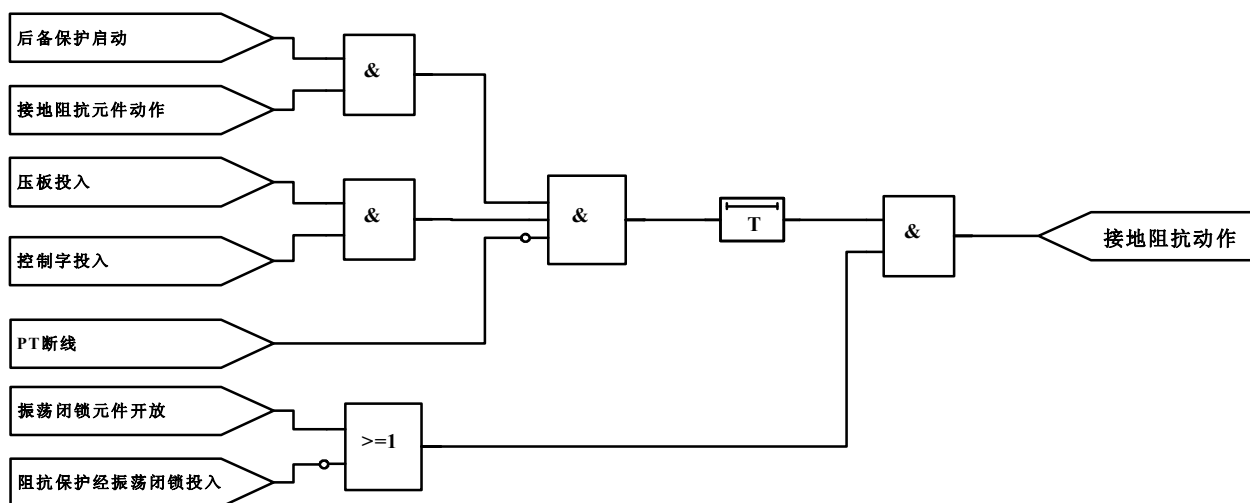 后备保护启动
&
接地阻抗元件动作
压板投入
&
&
T
&
接地阻抗动作
控制字投入
PT断线
振荡闭锁元件开放
>=1
阻抗保护经振荡闭锁投入